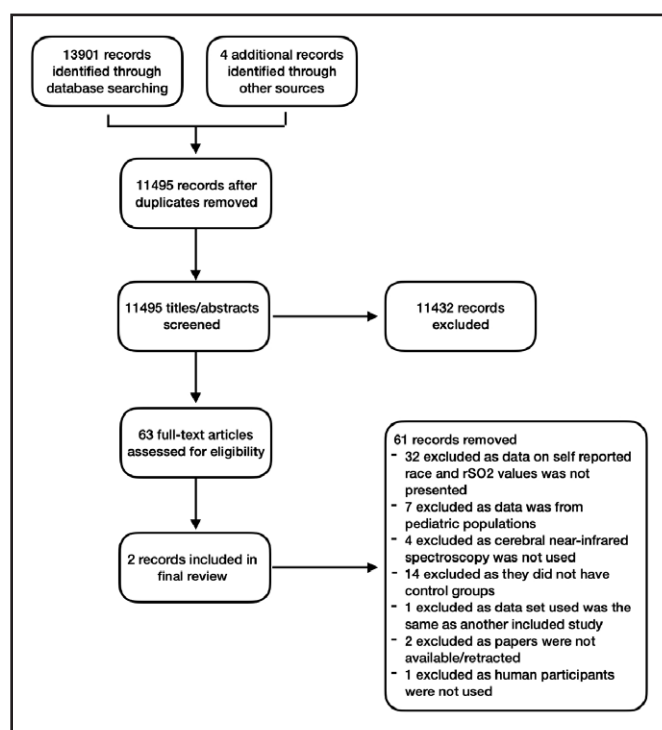 13901 records
identified through
database searching
4 additional records
identified through
other sources
11495 records after
duplicates removed
11495 titles/abstracts
screened
11432 records
excluded
63 full-text articles
assessed for eligibility
61 records removed
- 32 excluded as data on self reported
race and rSO2 values was not
presented
- 7 excluded as data was from
pediatric populations
- 4 excluded as cerebral near-infrared
spectroscopy was not used
- 14 excluded as they did not have
control groups
- 1 excluded as data set used was the
same as another included study
- 2 excluded as papers were not
available/retracted
- 1 excluded as human participants
were not used
2 records included in
final review